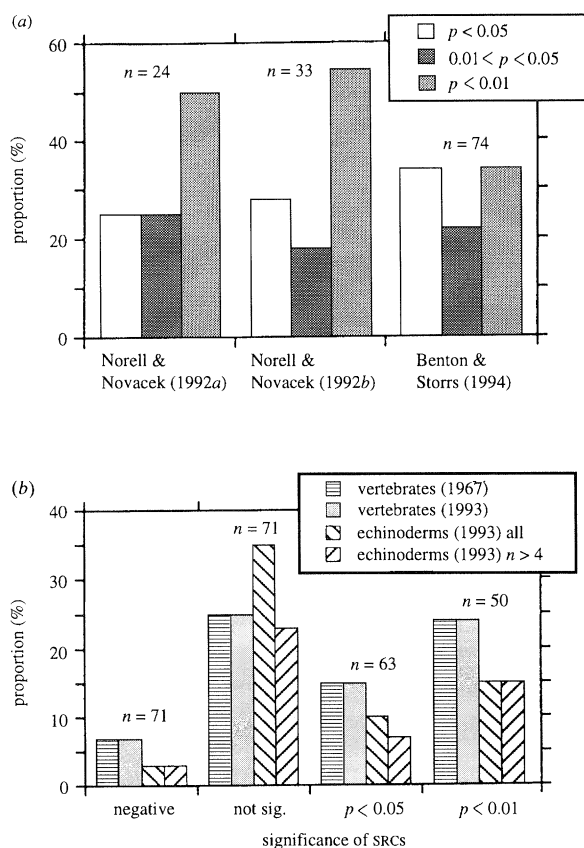 (a)
60
40
20
0
proportion (%)
n = 24
n = 33
n = 74
p < 0.05
0.01 < p < 0.05
p < 0.01
Norell &
Novacek (1992a)
Norell &
Novacek (1992b)
Benton &
Storrs (1994)
(b)
40
30
20
10
0
proportion (%)
vertebrates (1967)
vertebrates (1993)
echinoderms (1993) all
echinoderms (1993) n > 4
n = 71
n = 71
n = 63
n = 50
negative
not sig.
p < 0.05
p < 0.01
significance of SRCs